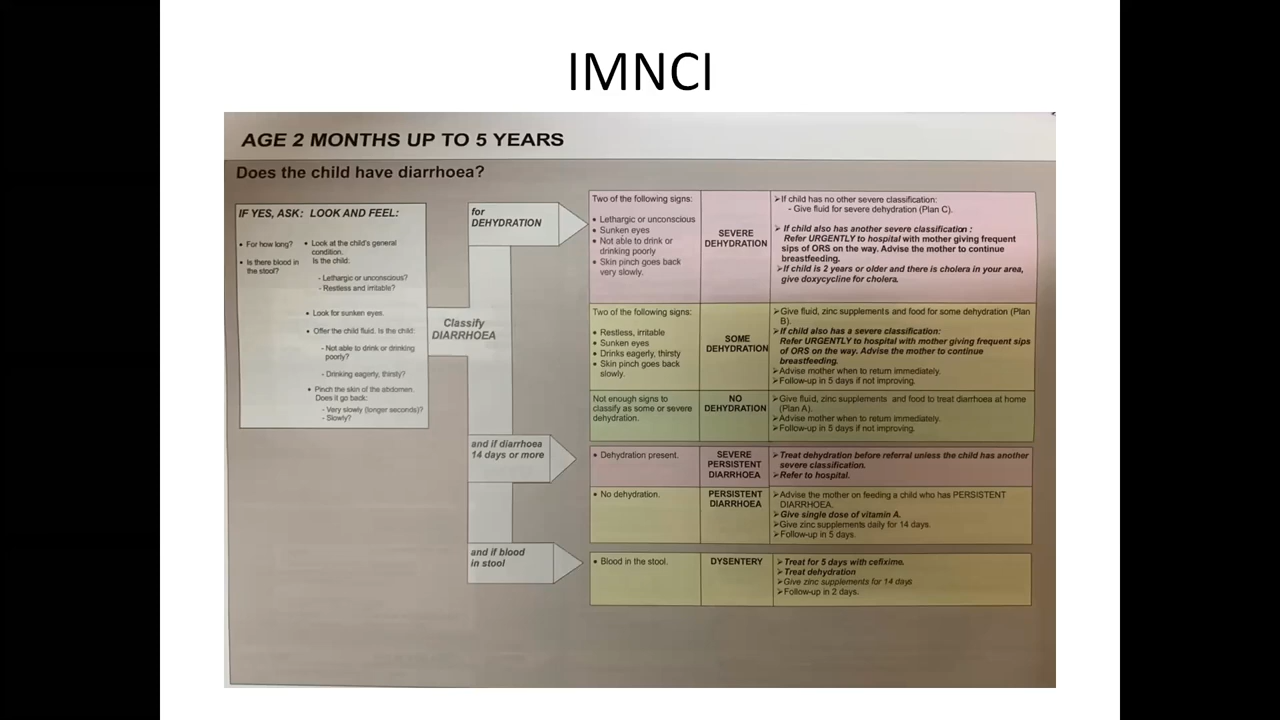 IMNCI
AGE 2 MONTHS UP TO 5 YEARS
Does the child have diarrhoea?
IF YES, ASK: LOOK AND FEEL:
• For how long?
• Is there blood in
the stool?
• Look at the child's general
condition.
Is the child:
- Lethargic or unconscious?
- Restless and irritable?
• Look for sunken eyes.
• Offer the child fluid. Is the child:
- Not able to drink or drinking
poorly?
- Drinking eagerly, thirsty?
• Pinch the skin of the abdomen.
Does it go back:
- Very slowly (longer seconds)?
- Slowly?
Classify
DIARRHOEA
for
DEHYDRATION
Two of the following signs:
• Lethargic or unconscious
• Sunken eyes
• Not able to drink or
drinking poorly
• Skin pinch goes back
very slowly.
SEVERE
DEHYDRATION
➢If child has no other severe classification:
- Give fluid for severe dehydration (Plan C).
➢ If child also has another severe classification :
Refer URGENTLY to hospital with mother giving frequent
sips of ORS on the way. Advise the mother to continue
breastfeeding.
➢If child is 2 years or older and there is cholera in your area,
give doxycycline for cholera.
Two of the following signs:
• Restless, irritable
• Sunken eyes
• Drinks eagerly, thirsty
• Skin pinch goes back
slowly.
SOME
DEHYDRATION
➢Give fluid, zinc supplements and food for some dehydration (Plan
B).
➢If child also has a severe classification:
Refer URGENTLY to hospital with mother giving frequent sips
of ORS on the way. Advise the mother to continue
breastfeeding.
➢Advise mother when to return immediately.
➢Follow-up in 5 days if not improving.
Not enough signs to
classify as some or severe
dehydration.
NO
DEHYDRATION
➢Give fluid, zinc supplements and food to treat diarrhoea at home
(Plan A).
➢Advise mother when to return immediately.
➢Follow-up in 5 days if not improving.
and if diarrhoea
14 days or more
• Dehydration present.
SEVERE
PERSISTENT
DIARRHOEA
➢Treat dehydration before referral unless the child has another
severe classification.
➢Refer to hospital.
• No dehydration.
PERSISTENT
DIARRHOEA
➢Advise the mother on feeding a child who has PERSISTENT
DIARRHOEA.
➢Give single dose of vitamin A.
➢Give zinc supplements daily for 14 days.
➢Follow-up in 5 days.
and if blood
in stool
• Blood in the stool.
DYSENTERY
➢Treat for 5 days with cefixime.
➢Treat dehydration
➢Give zinc supplements for 14 days
➢Follow-up in 2 days.